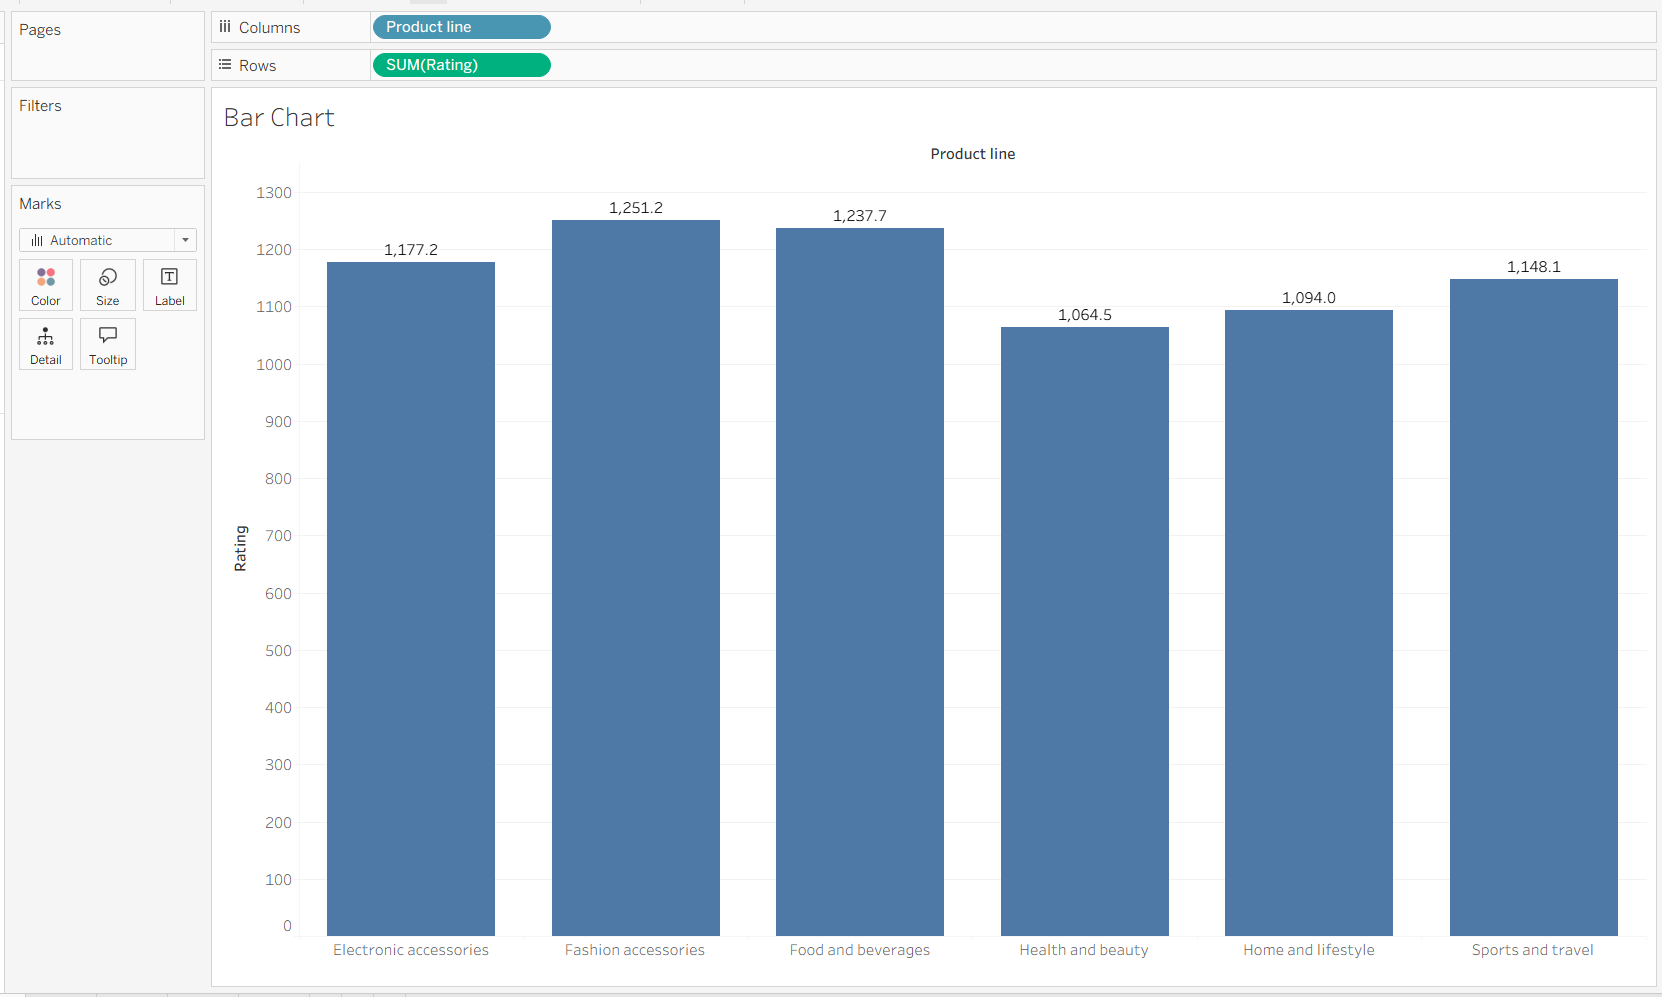 Pages
Columns
Product line
Rows
SUM(Rating)
Filters
Marks
Automatic
Color
Size
Label
Detail
Tooltip
Bar Chart
Product line
1300
1200
1100
1000
900
800
700
600
500
400
300
200
100
0
Rating
1,177.2
1,251.2
1,237.7
1,064.5
1,094.0
1,148.1
Electronic accessories
Fashion accessories
Food and beverages
Health and beauty
Home and lifestyle
Sports and travel